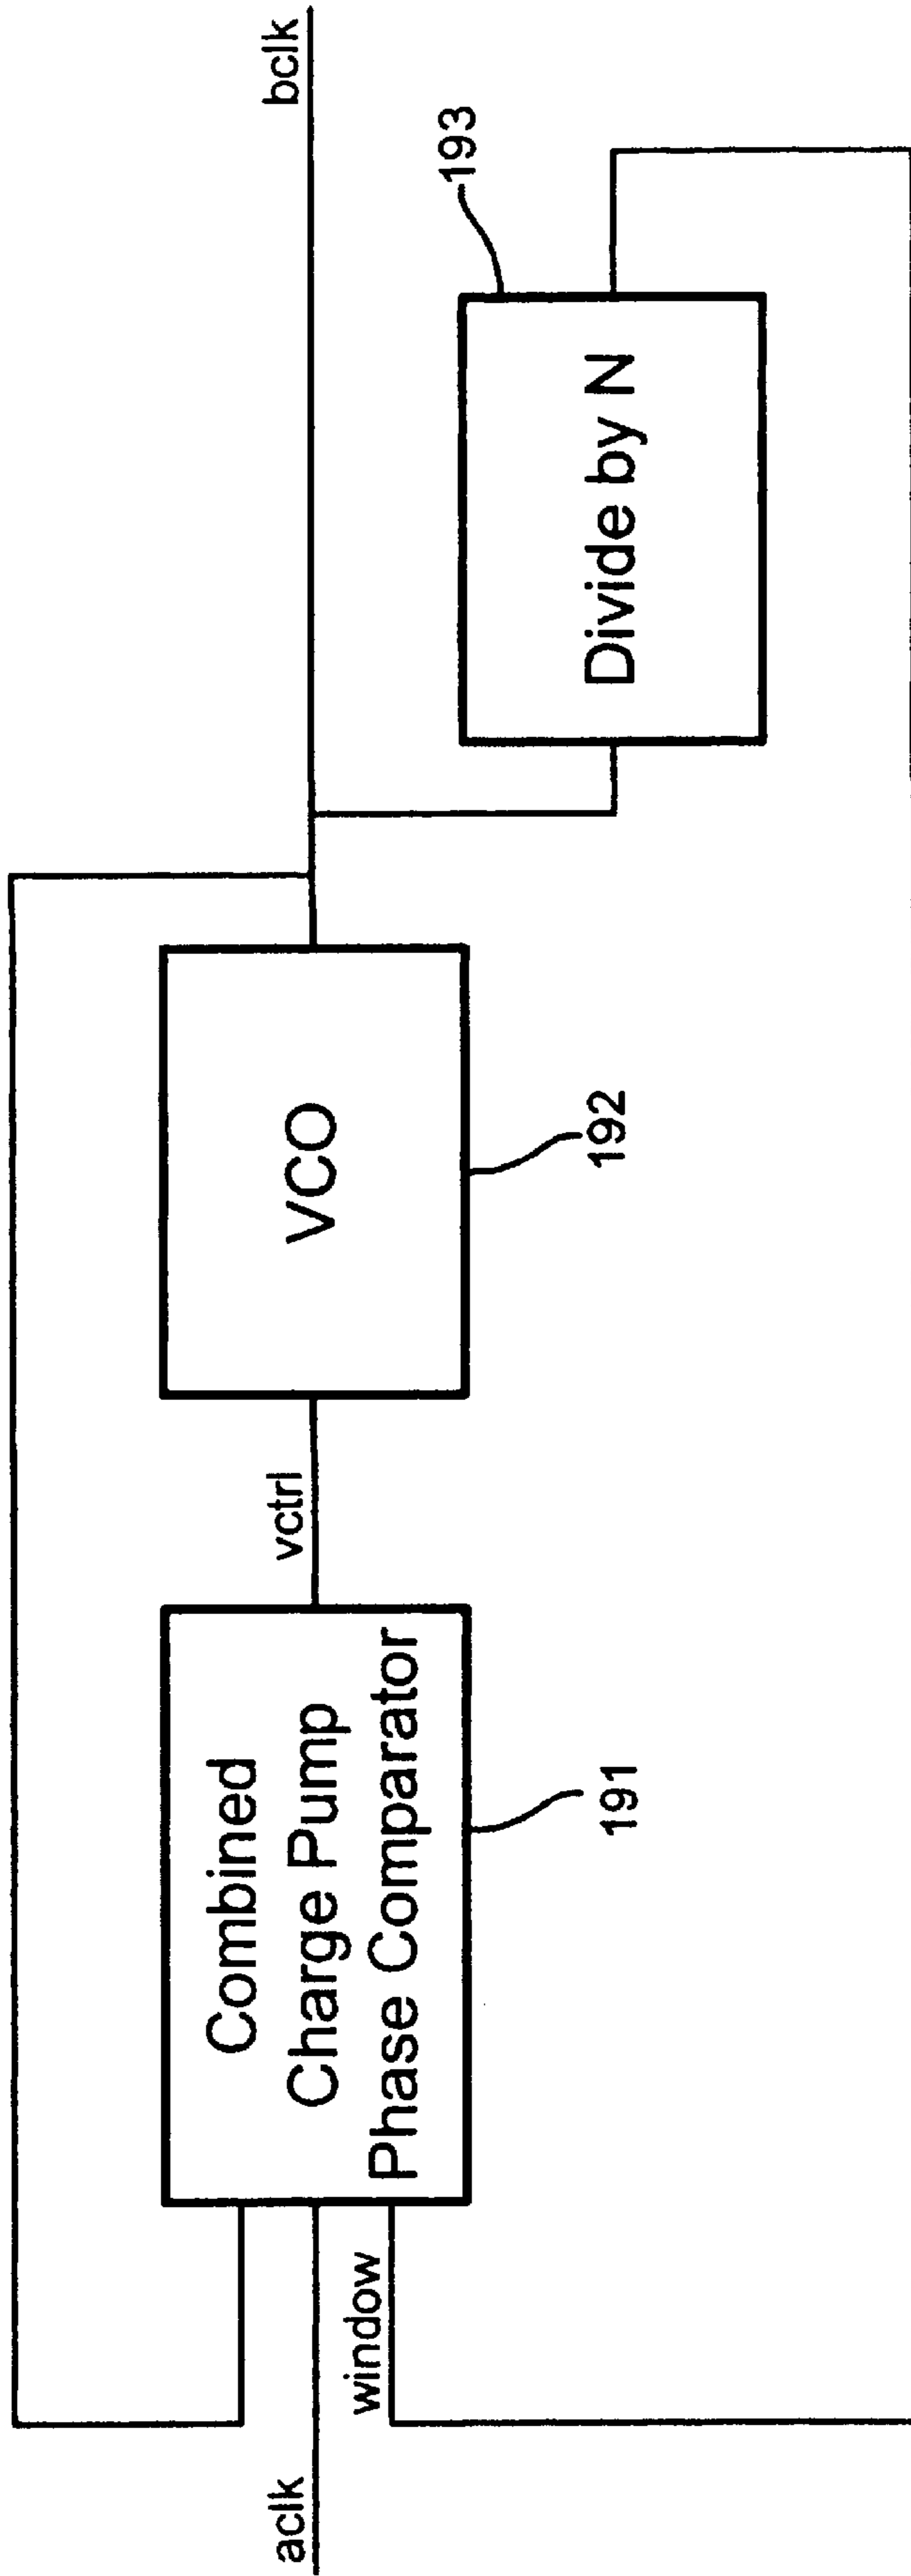 bclk
193
Divide by N
VCO
192
vctrl
Combined
Charge Pump
Phase Comparator
191
window
aclk